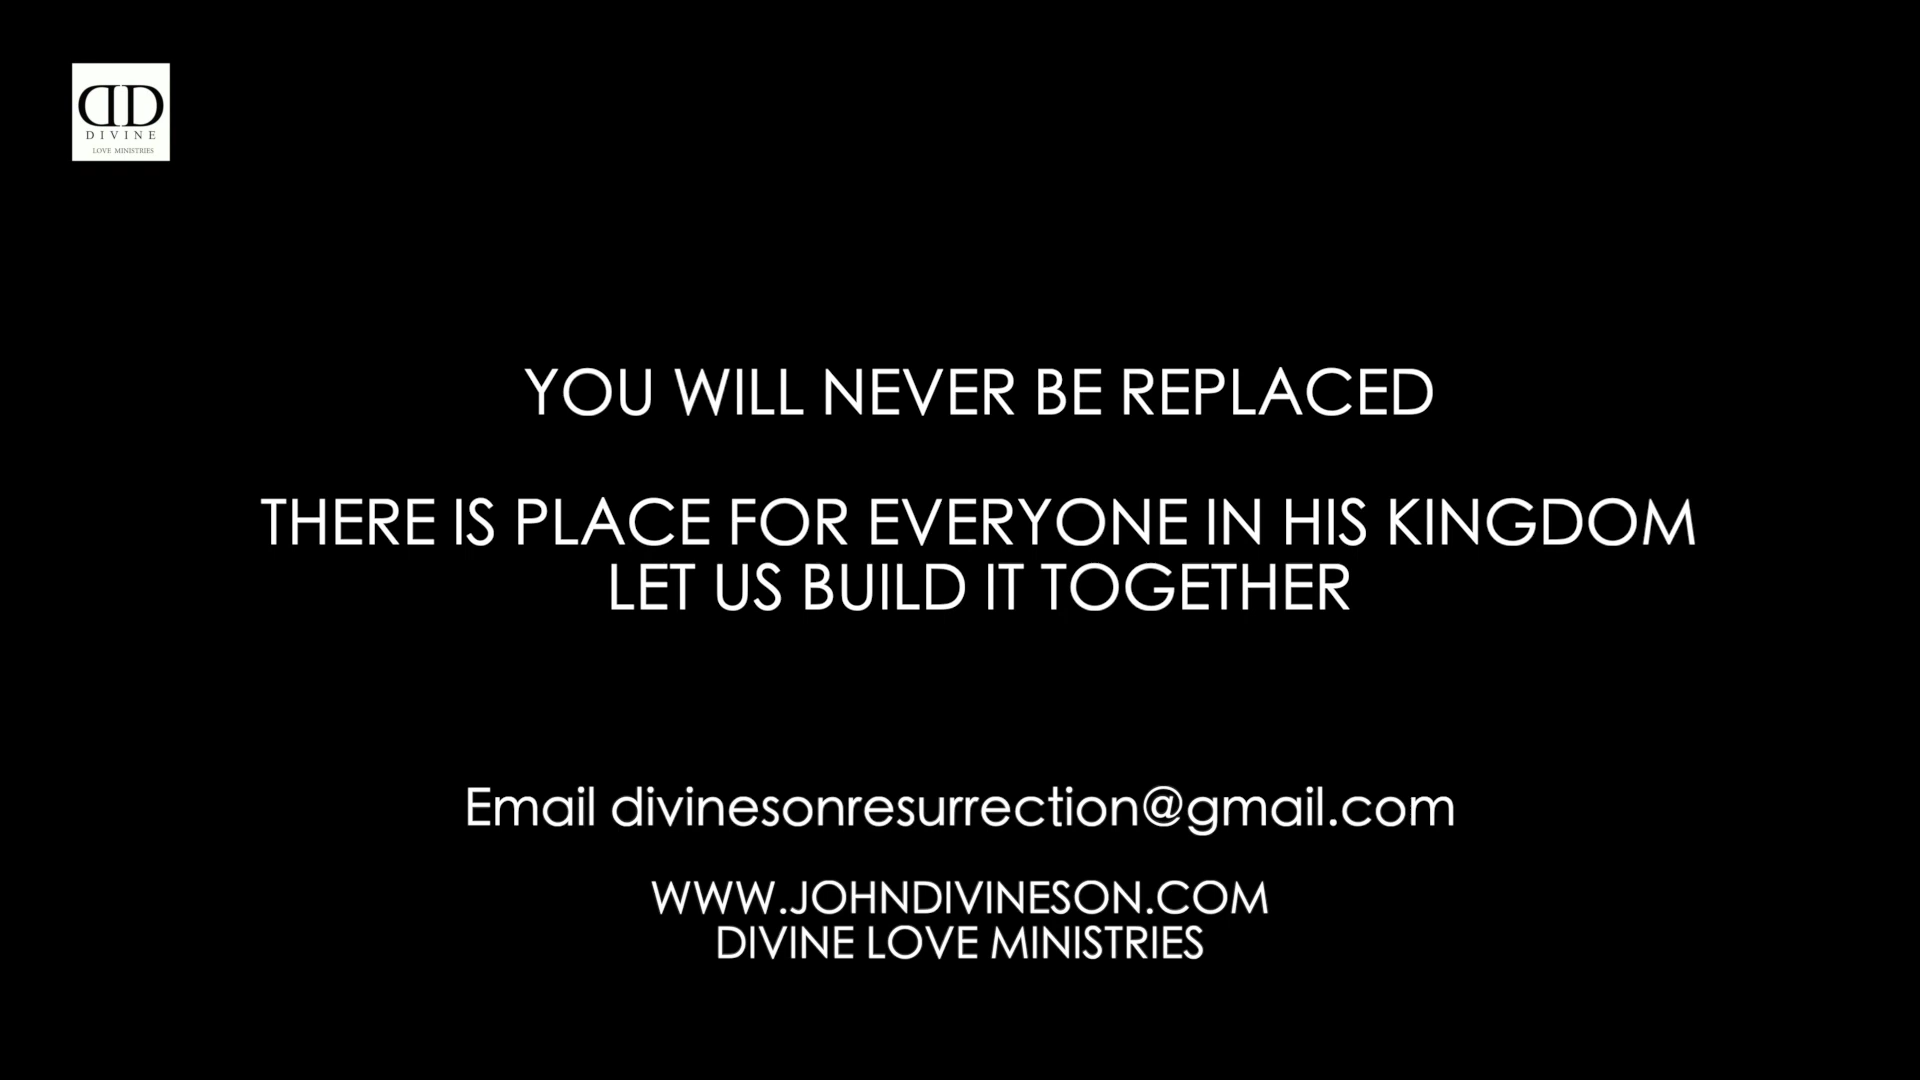 DD
DIVINE
LOVE MINISTRIES
YOU WILL NEVER BE REPLACED
THERE IS PLACE FOR EVERYONE IN HIS KINGDOM
LET US BUILD IT TOGETHER
Email divinesonresurrection@gmail.com
WWW.JOHNDIVINESON.COM
DIVINE LOVE MINISTRIES